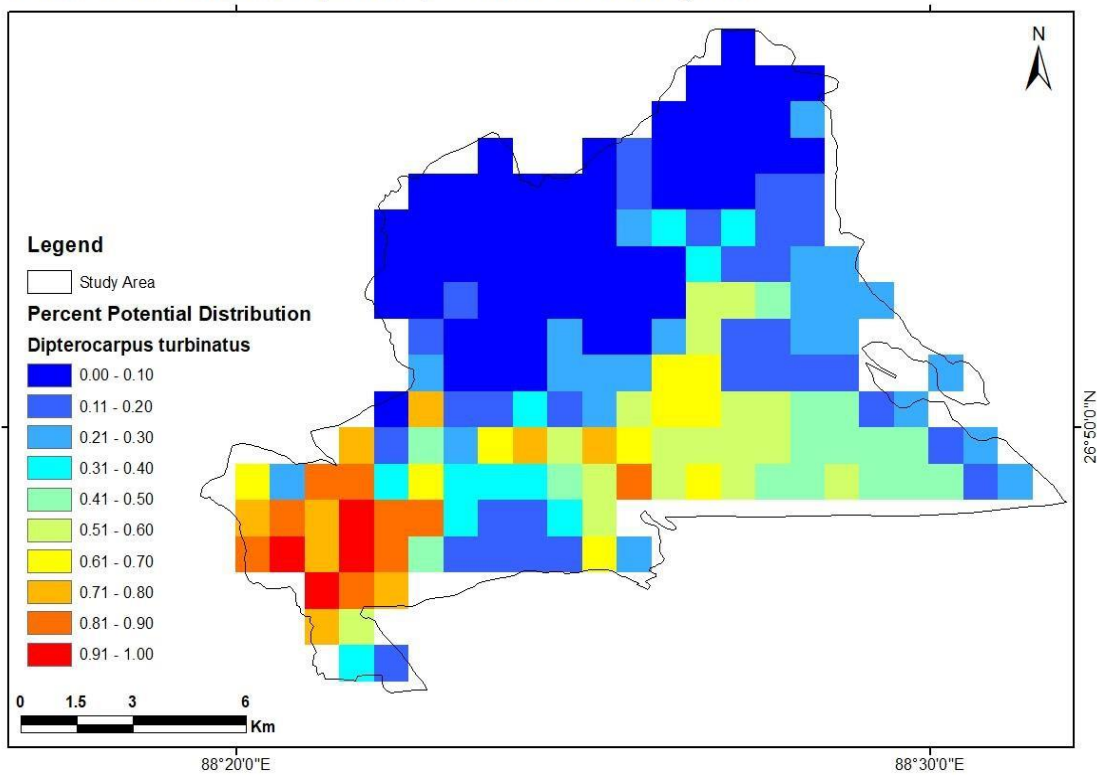 N
Legend
Study Area
Percent Potential Distribution
Dipterocarpus turbinatus
0.00 - 0.10
0.11 - 0.20
0.21 - 0.30
0.31 - 0.40
0.41 - 0.50
0.51 - 0.60
0.61 - 0.70
0.71 - 0.80
0.81 - 0.90
0.91 - 1.00
0 1.5 3 6
Km
26°50'0"N
88°20'0"E 88°30'0"E